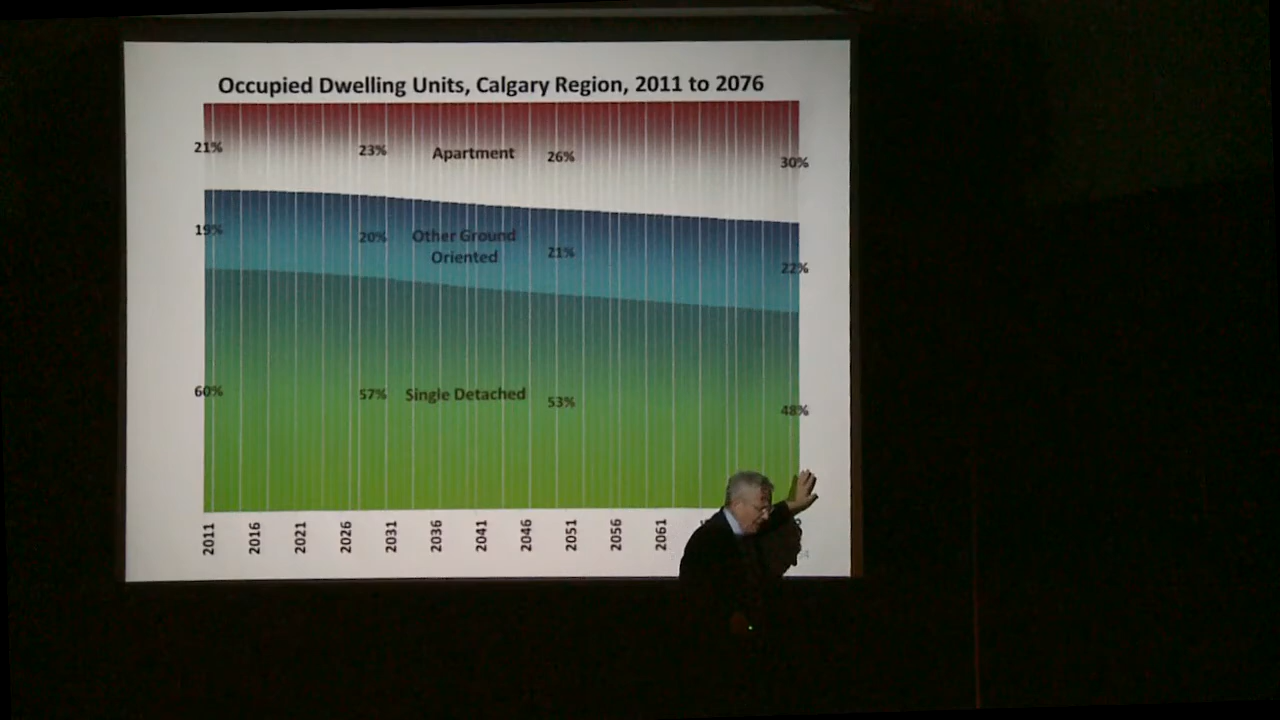 Occupied Dwelling Units, Calgary Region, 2011 to 2076
21% 23% Apartment 26% 30%
19% 20% Other Ground 21% 22%
Oriented
60% 57% Single Detached 53% 48%
2011 2016 2021 2026 2031 2036 2041 2046 2051 2056 2061